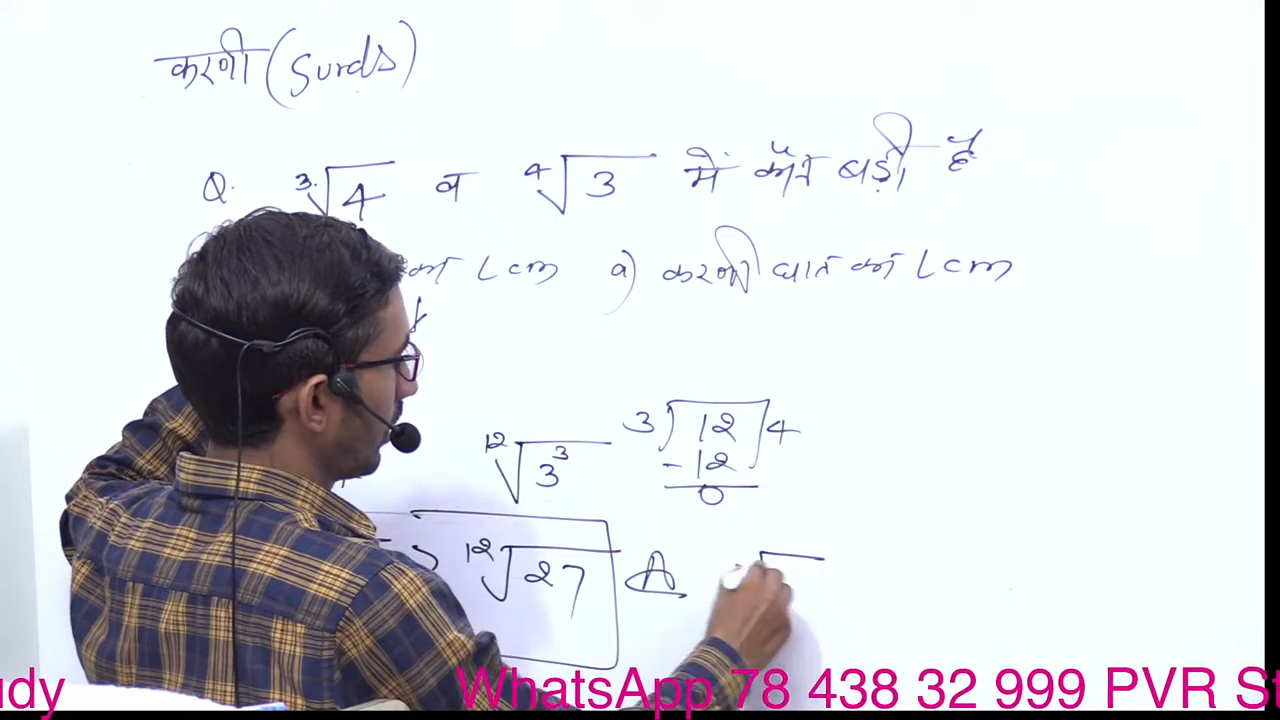 करणी (Surds)
Q. ³√4 व ⁴√3 में कौन बड़ी है
का Lcm व) करणी घात का Lcm
¹²√3³ 3) 12 (4
-12
0
> ¹²√27 A
udy WhatsApp 78 438 32 999 PVR St